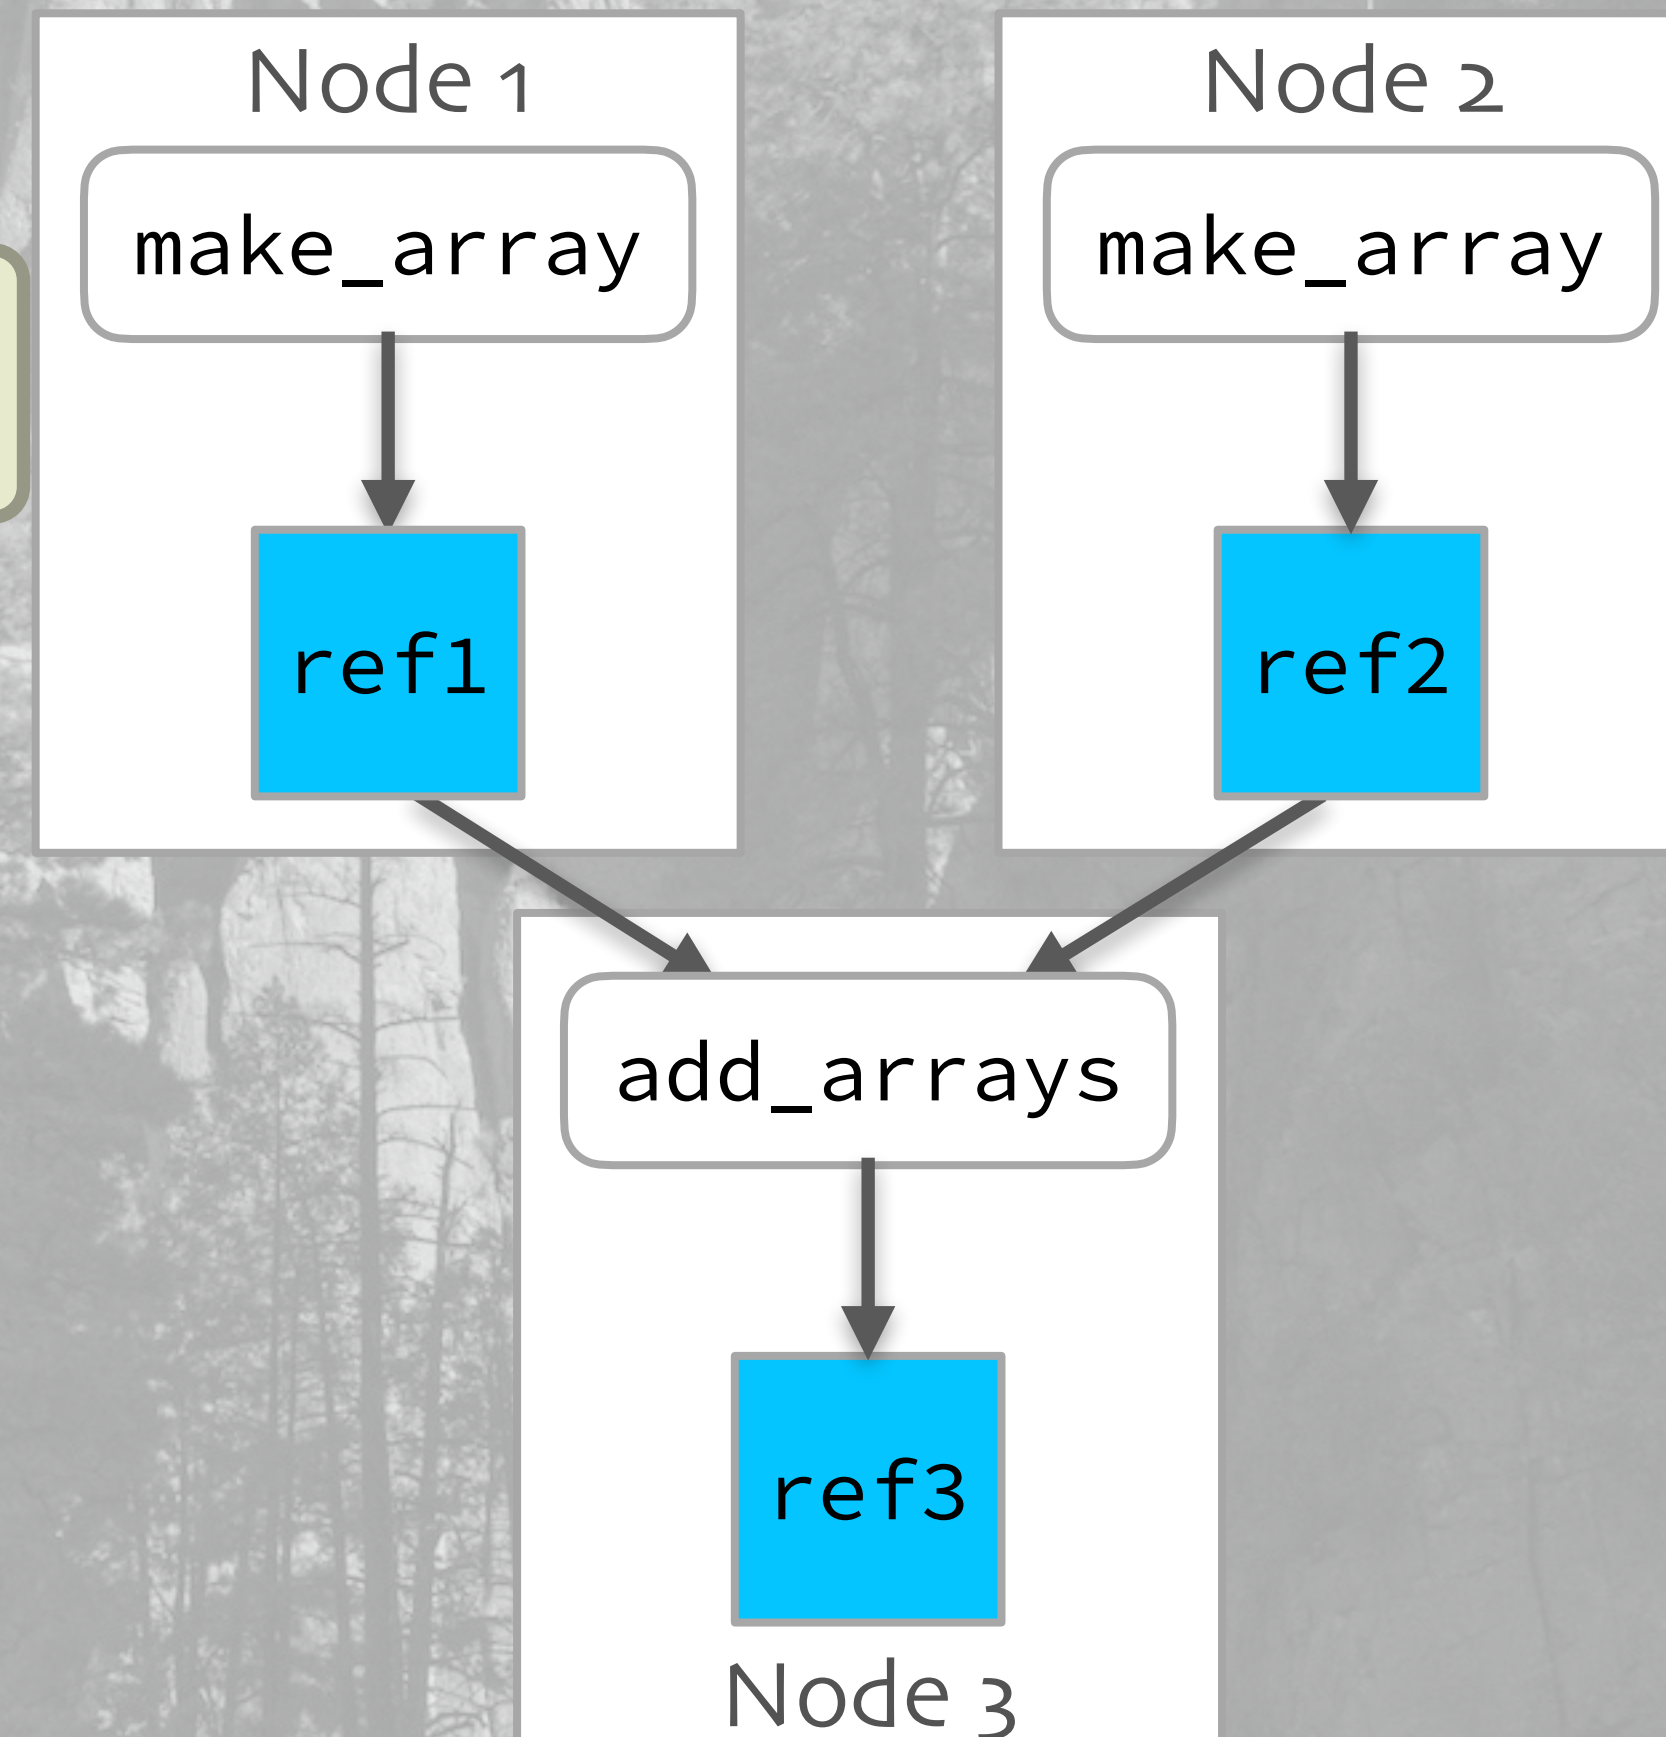 Node 1
make_array
ref1
Node 2
make_array
ref2
add_arrays
ref3
Node 3